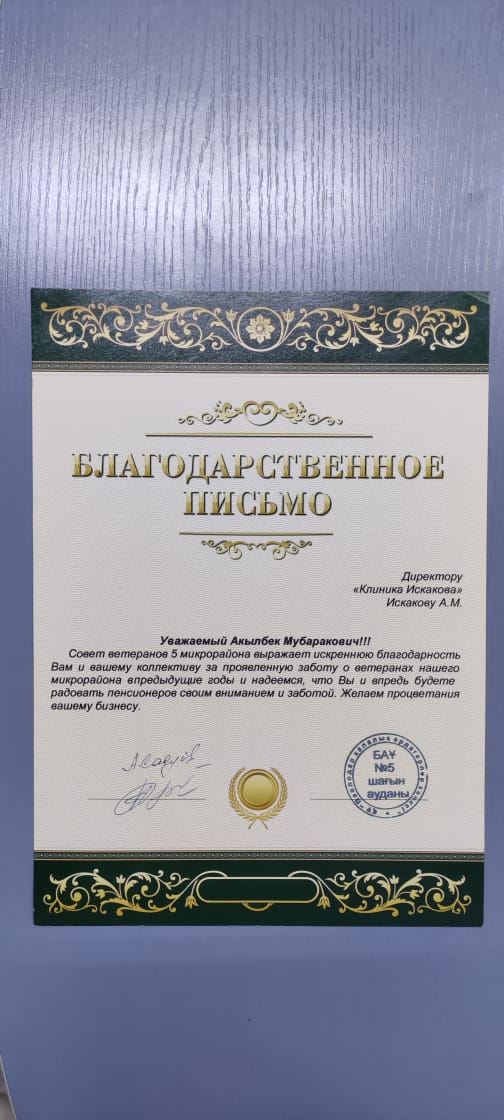 БЛАГОДАРСТВЕННОЕ
ПИСЬМО
Директору
«Клиника Искакова»
Искакову А.М.
Уважаемый Акылбек Мубаракович!!!
Совет ветеранов 5 микрорайона выражает искреннюю благодарность
Вам и вашему коллективу за проявленную заботу о ветеранах нашего
микрорайона впредыдущие годы и надеемся, что Вы и впредь будете
радовать пенсионеров своим вниманием и заботой. Желаем процветания
вашему бизнесу.
БАҰ
№5
шағын
ауданы